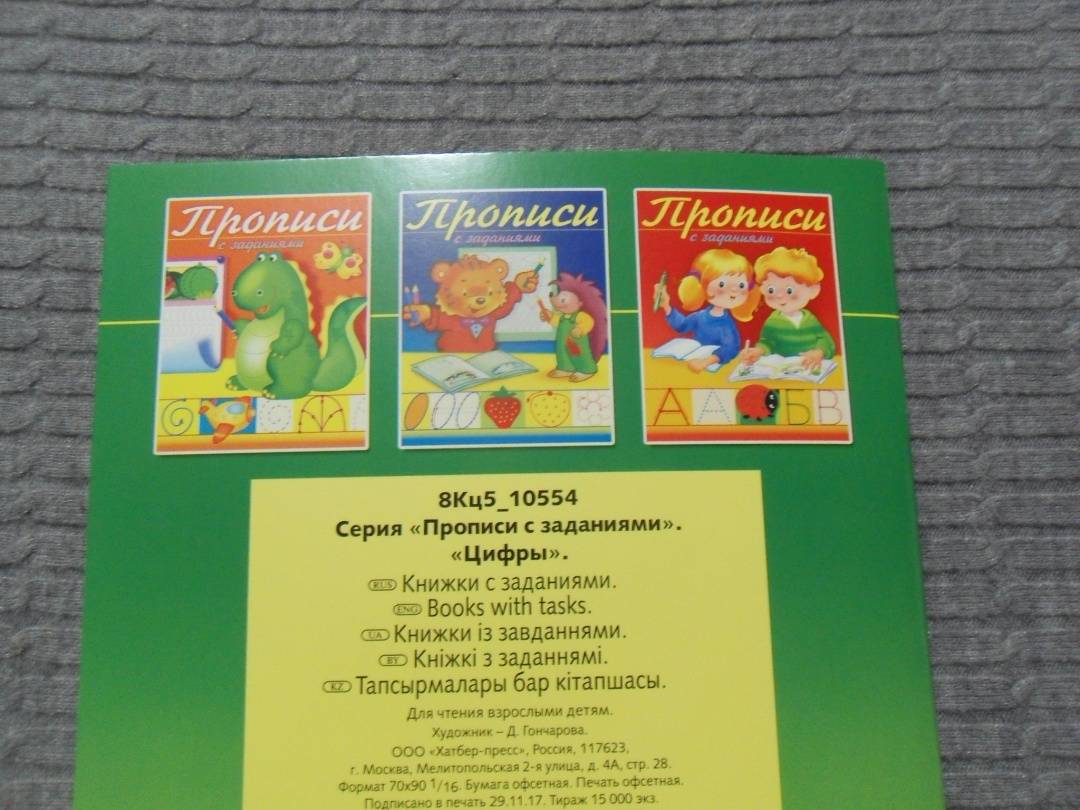 Прописи
с заданиями
Прописи
с заданиями
Прописи
с заданиями
А А Б В
8Кц5_10554
Серия «Прописи с заданиями».
«Цифры».
RUS Книжки с заданиями.
ENG Books with tasks.
UA Книжки із завданнями.
BY Кніжкі з заданнямі.
KZ Тапсырмалары бар кітапшасы.
Для чтения взрослыми детям.
Художник – Д. Гончарова.
ООО «Хатбер-пресс», Россия, 117623,
г. Москва, Мелитопольская 2-я улица, д. 4А, стр. 28.
Формат 70х90 1/16. Бумага офсетная. Печать офсетная.
Подписано в печать 29.11.17. Тираж 15 000 экз.